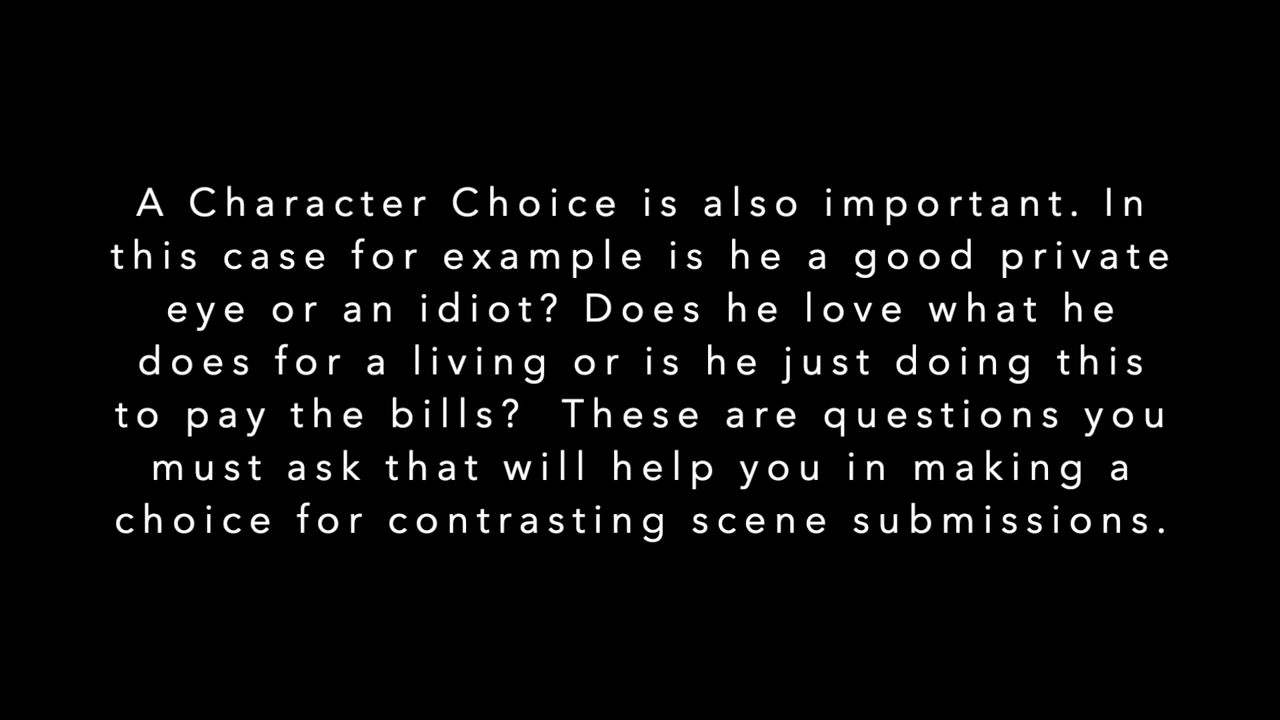 A Character Choice is also important. In
this case for example is he a good private
eye or an idiot? Does he love what he
does for a living or is he just doing this
to pay the bills?  These are questions you
must ask that will help you in making a
choice for contrasting scene submissions.